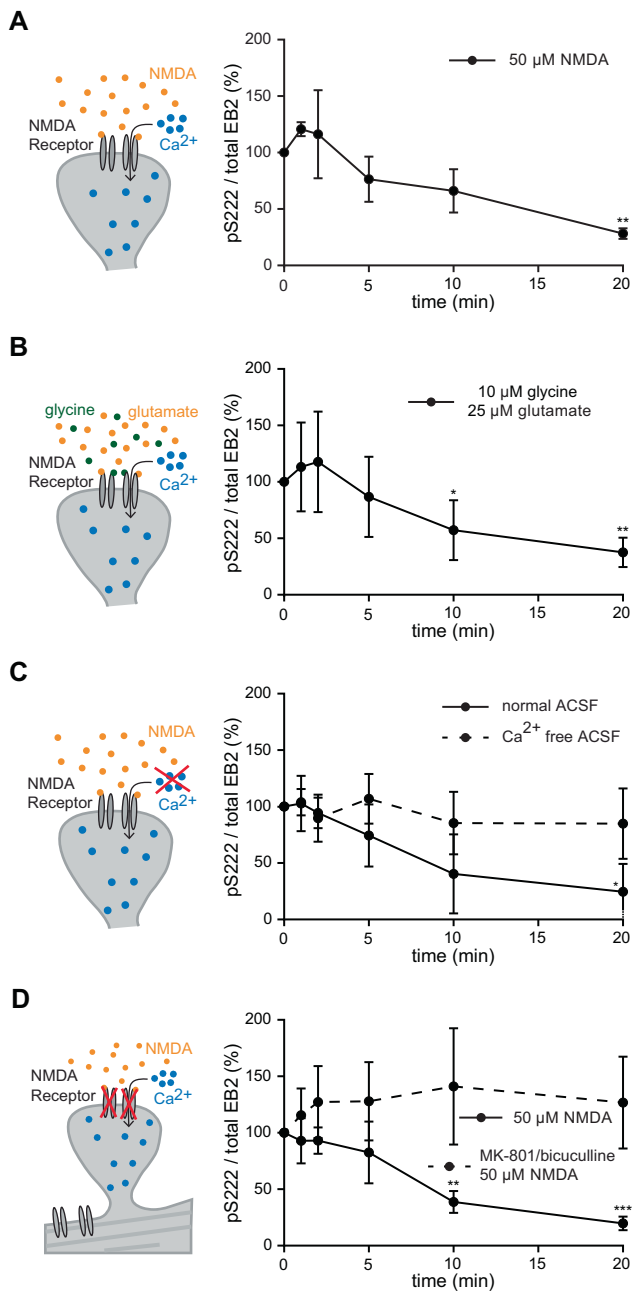 A
NMDA
NMDA
Receptor
Ca2+
pS222 / total EB2 (%)
200
150
100
50
0
50 µM NMDA
**
0
5
10
15
20
time (min)
B
glycine
glutamate
NMDA
Receptor
Ca2+
pS222 / total EB2 (%)
200
150
100
50
0
10 µM glycine
25 µM glutamate
*
**
0
5
10
15
20
time (min)
C
NMDA
NMDA
Receptor
Ca2+
pS222 / total EB2 (%)
200
150
100
50
0
normal ACSF
Ca2+ free ACSF
*
0
5
10
15
20
time (min)
D
NMDA
NMDA
Receptor
Ca2+
pS222 / total EB2 (%)
200
150
100
50
0
50 µM NMDA
MK-801/bicuculline
50 µM NMDA
**
***
0
5
10
15
20
time (min)